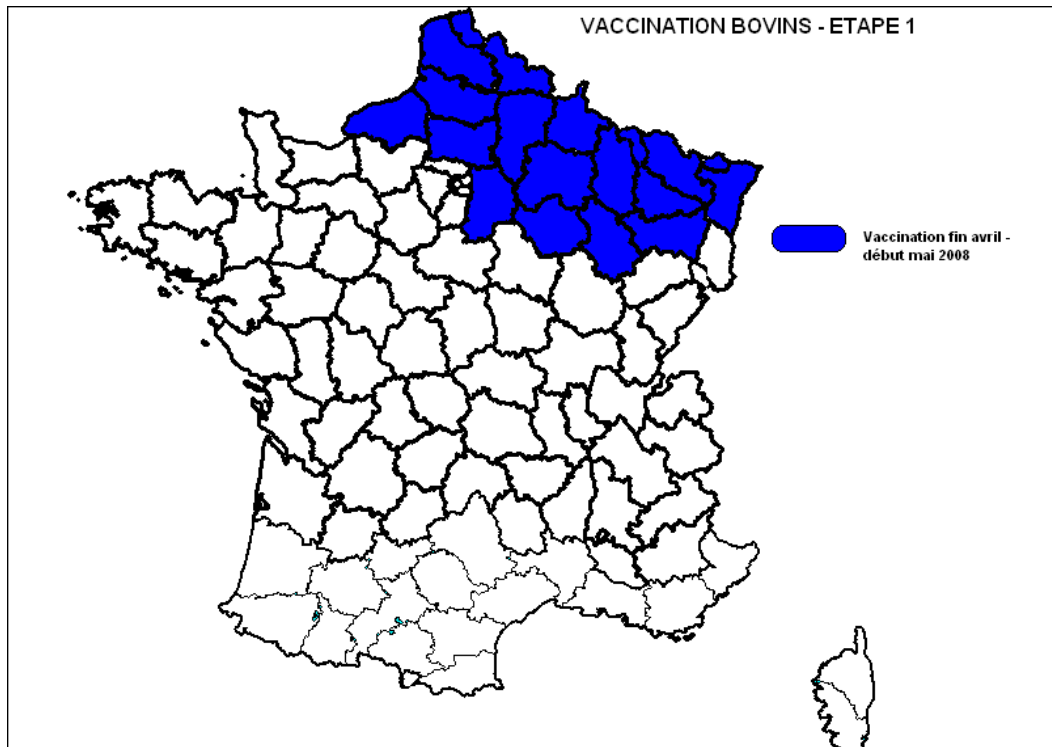 VACCINATION BOVINS - ETAPE 1
Vaccination fin avril -
début mai 2008